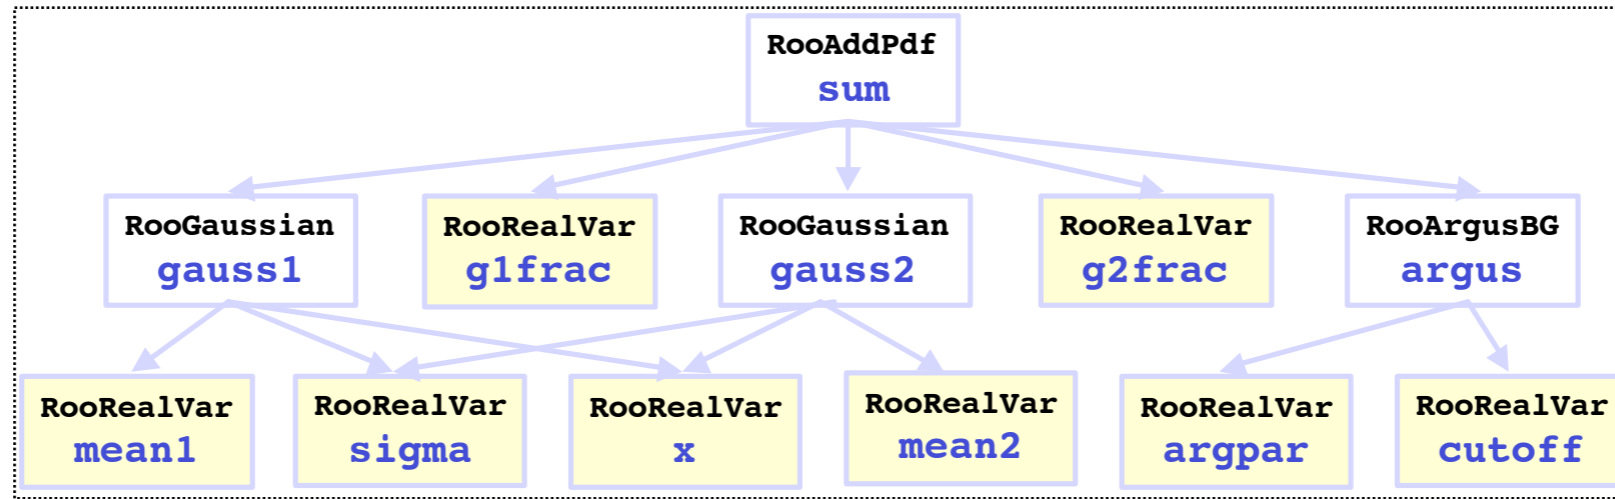 RooAddPdf
sum
RooGaussian
gauss1
RooRealVar
g1frac
RooGaussian
gauss2
RooRealVar
g2frac
RooArgusBG
argus
RooRealVar
mean1
RooRealVar
sigma
RooRealVar
x
RooRealVar
mean2
RooRealVar
argpar
RooRealVar
cutoff